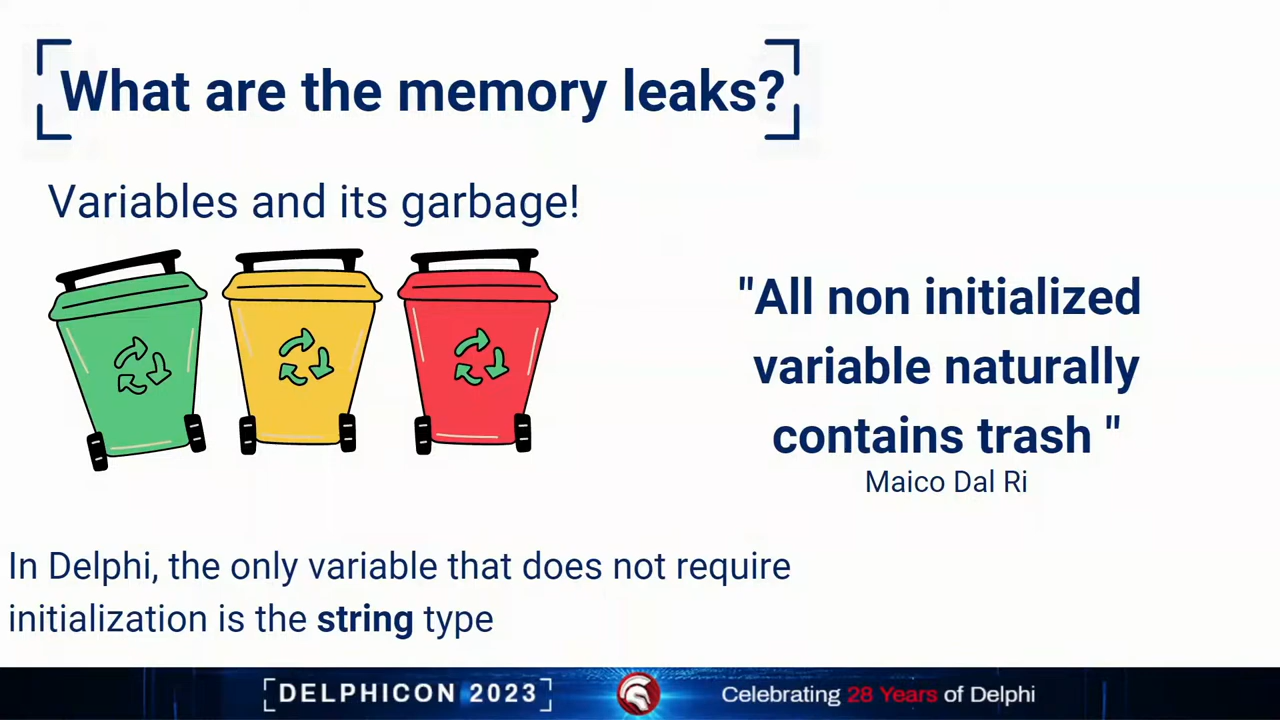 What are the memory leaks?
Variables and its garbage!
"All non initialized
variable naturally
contains trash "
Maico Dal Ri
In Delphi, the only variable that does not require
initialization is the string type
[DELPHICON 2023]
Celebrating 28 Years of Delphi